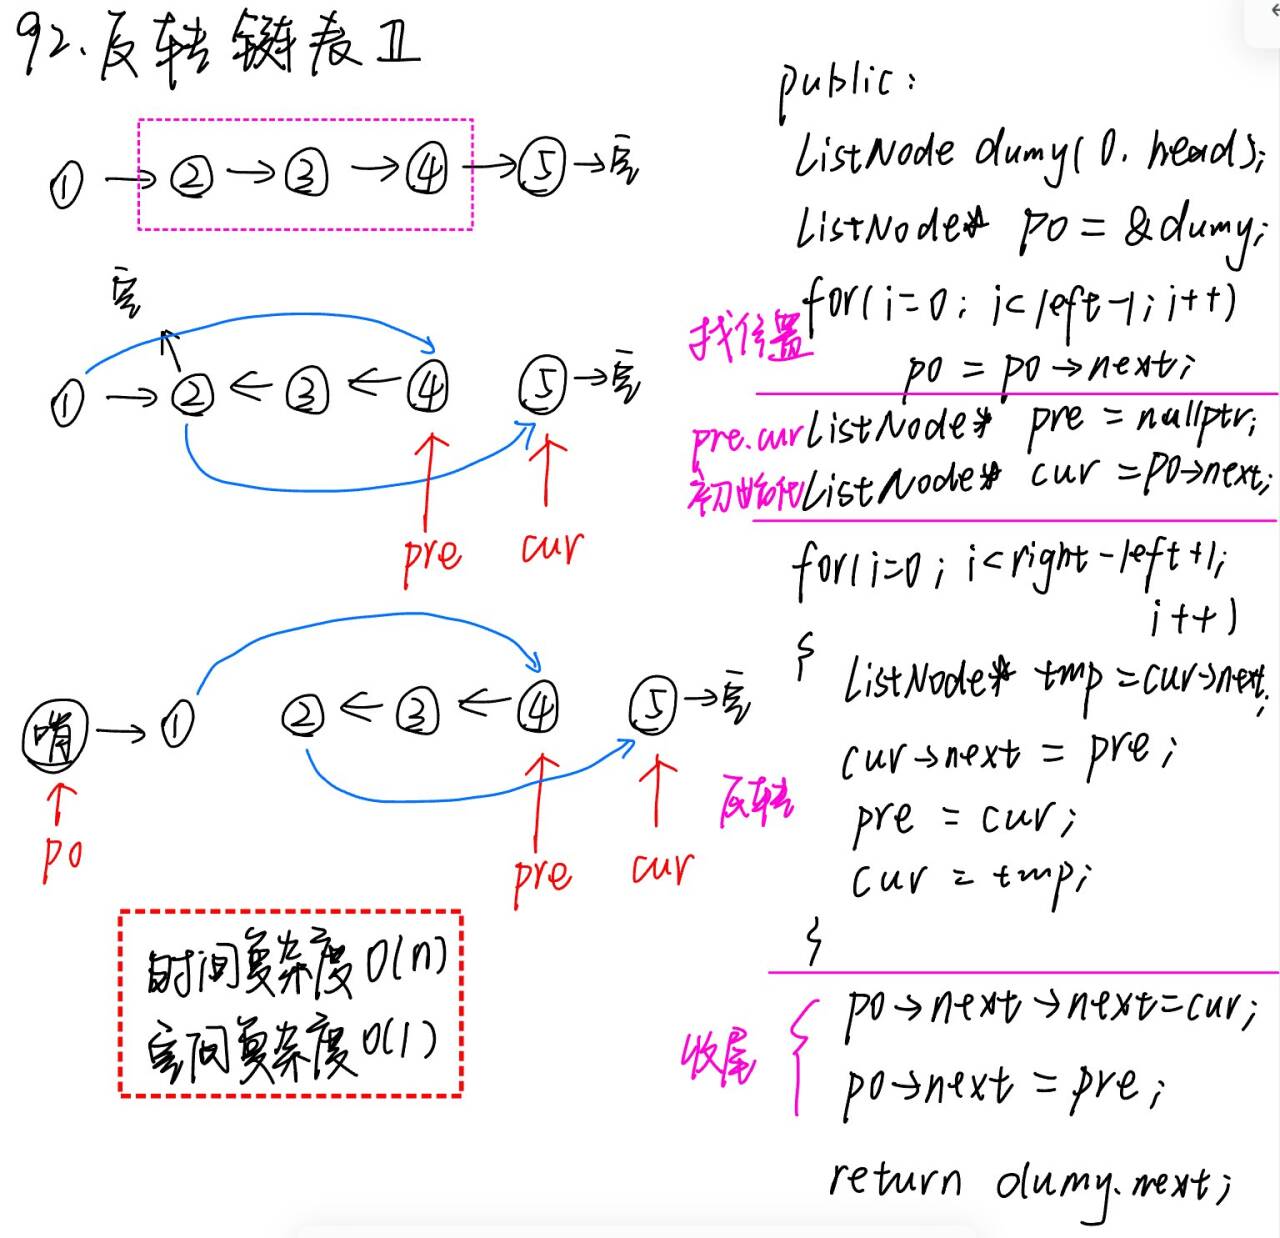 92.反转链表Ⅱ
① → ② → ③ → ④ → ⑤ → 空
空
① → ② ← ③ ← ④ ⑤ → 空
pre cur
哨 → ① ② ← ③ ← ④ ⑤ → 空
po pre cur
时间复杂度O(n)
空间复杂度O(1)
public:
ListNode dumy(0, head);
ListNode* po = &dumy;
for(i=0; i<left-1; i++)
找位置
po = po→next;
pre.cur ListNode* pre = nullptr;
初始化 ListNode* cur = po→next;
for(i=0; i<right-left+1;
i++)
{
ListNode* tmp=cur→next;
cur→next = pre;
反转
pre = cur;
cur = tmp;
}
po→next→next=cur;
收尾
po→next = pre;
return dumy.next;